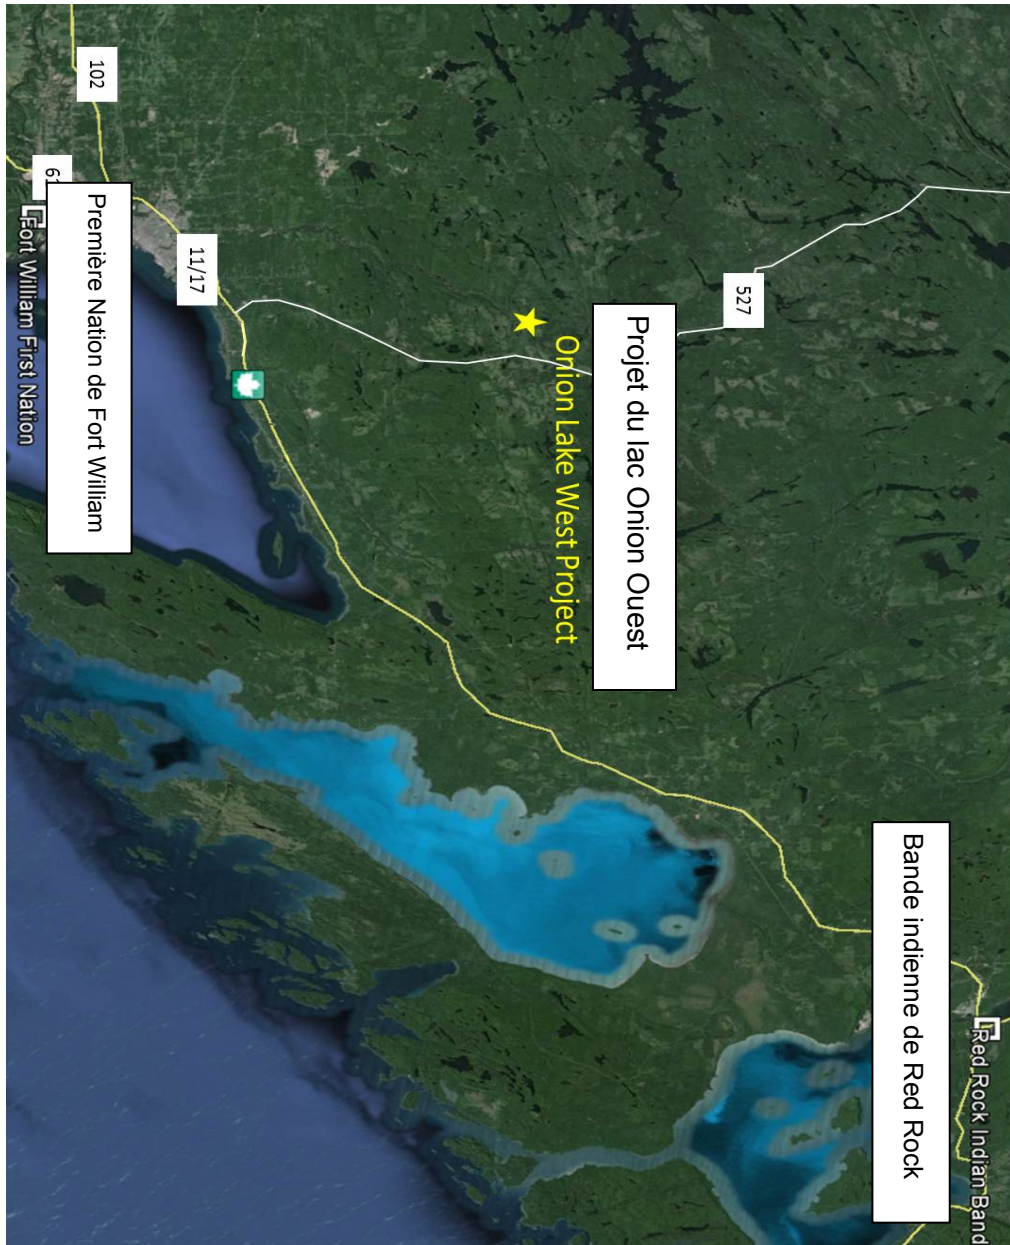 Red Rock Indian Band
Bande indienne de Red Rock
527
Projet du lac Onion Ouest
Onion Lake West Project
11/17
102
Première Nation de Fort William
Fort William First Nation